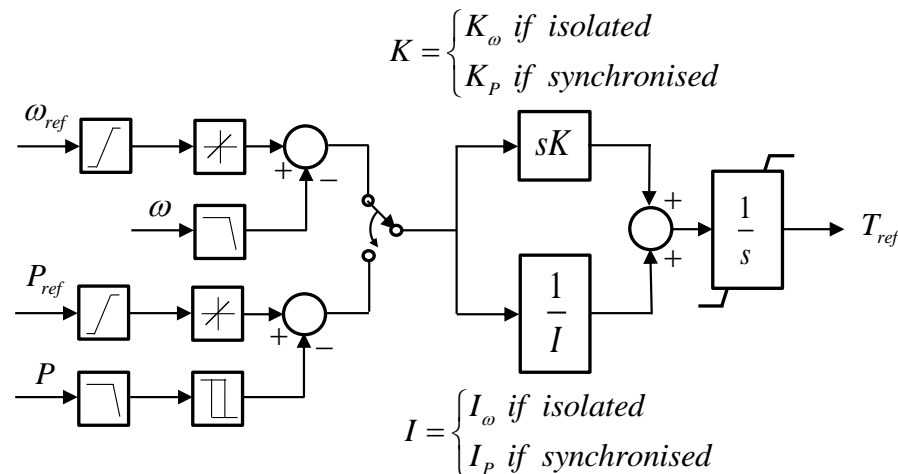 K = { K_ω if isolated
K_P if synchronised
ω_ref
+
−
ω
sK
+
+
1/s
T_ref
P_ref
+
−
P
1/I
I = { I_ω if isolated
I_P if synchronised